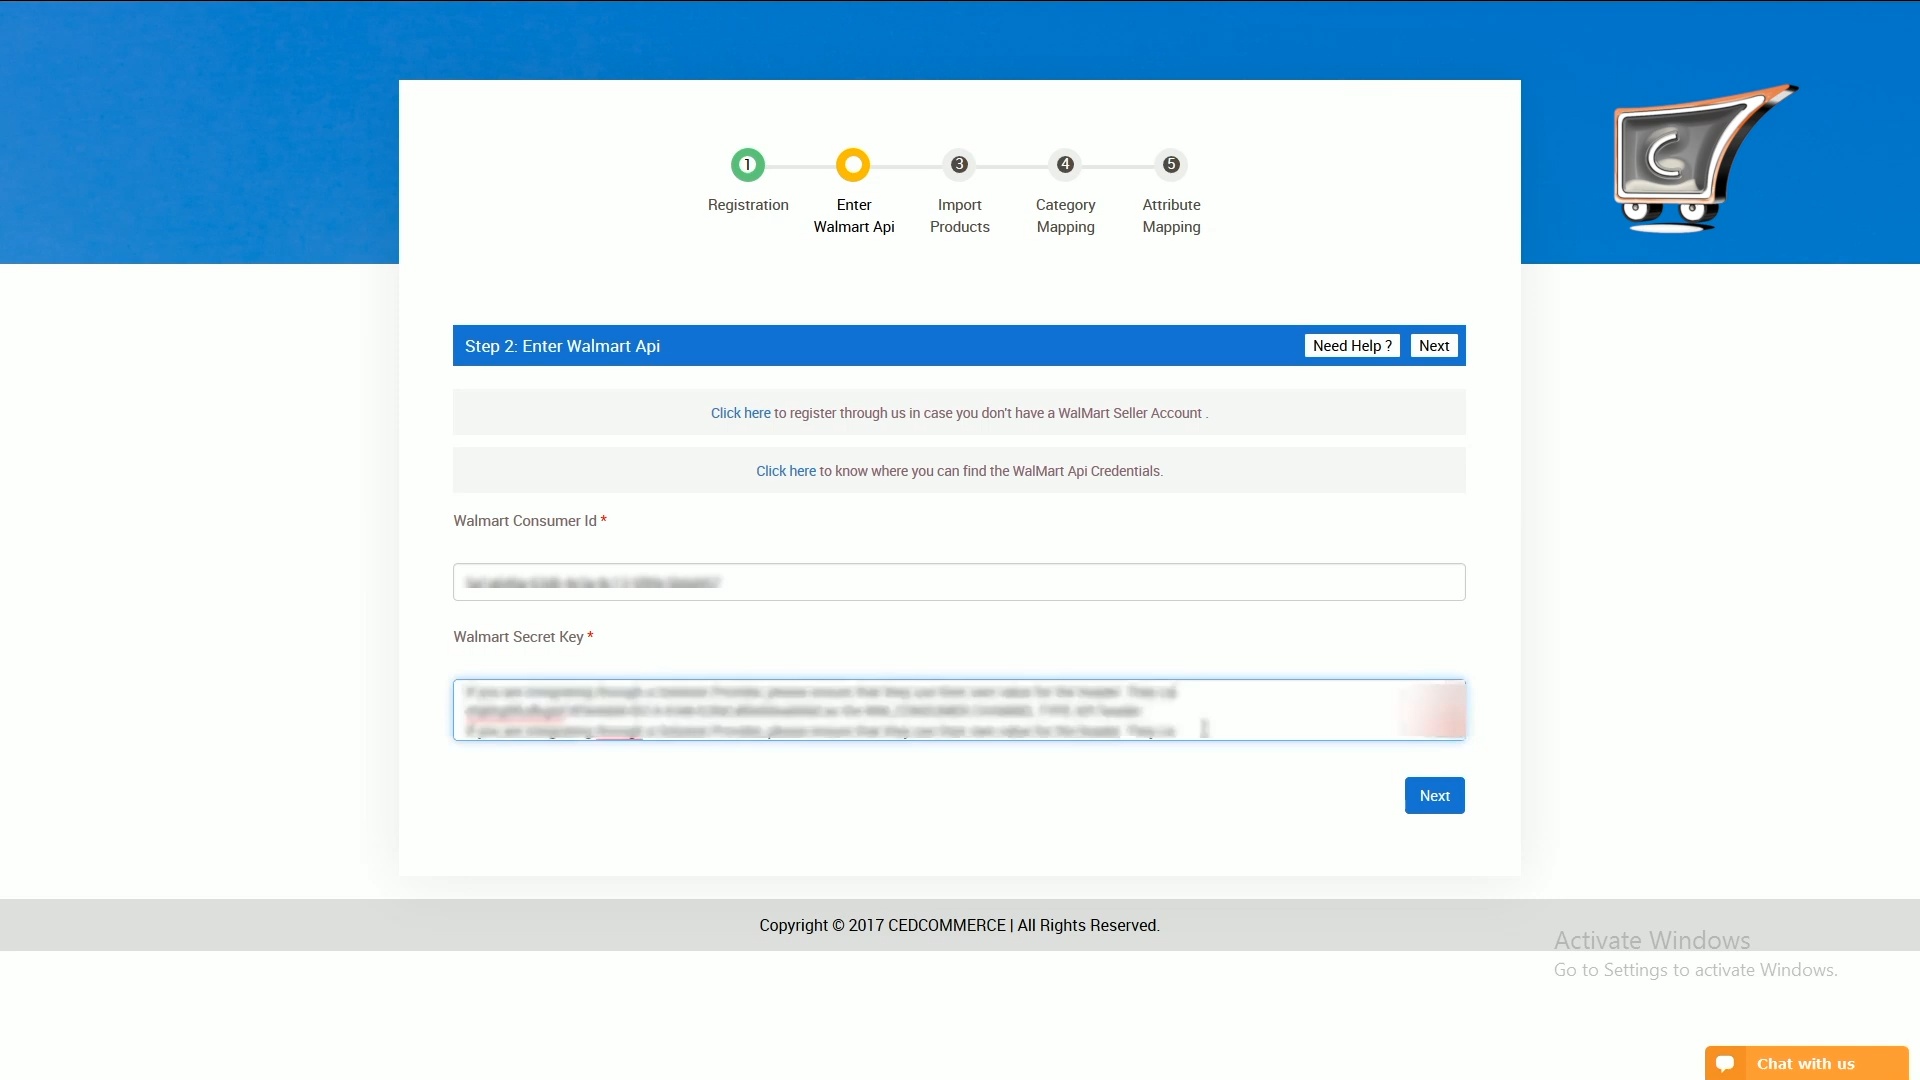 1
3
4
5
Registration
Enter
Walmart Api
Import
Products
Category
Mapping
Attribute
Mapping
C
Step 2: Enter Walmart Api
Need Help ?
Next
Click here to register through us in case you don't have a WalMart Seller Account .
Click here to know where you can find the WalMart Api Credentials.
Walmart Consumer Id *
Walmart Secret Key *
Next
Copyright © 2017 CEDCOMMERCE | All Rights Reserved.
Activate Windows
Go to Settings to activate Windows.
Chat with us